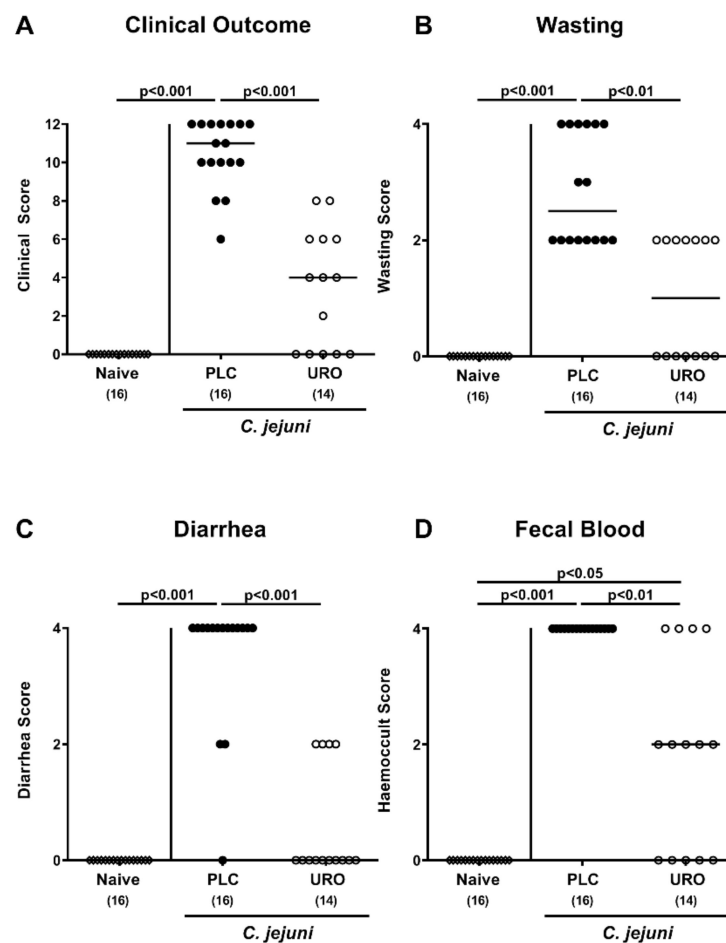 A Clinical Outcome
p<0.001 p<0.001
Clinical Score
12
10
8
6
4
2
0
Naive PLC URO
(16) (16) (14)
C. jejuni
B Wasting
p<0.001 p<0.01
Wasting Score
4
2
0
Naive PLC URO
(16) (16) (14)
C. jejuni
C Diarrhea
p<0.001 p<0.001
Diarrhea Score
4
2
0
Naive PLC URO
(16) (16) (14)
C. jejuni
D Fecal Blood
p<0.05
p<0.001 p<0.01
Haemoccult Score
4
2
0
Naive PLC URO
(16) (16) (14)
C. jejuni